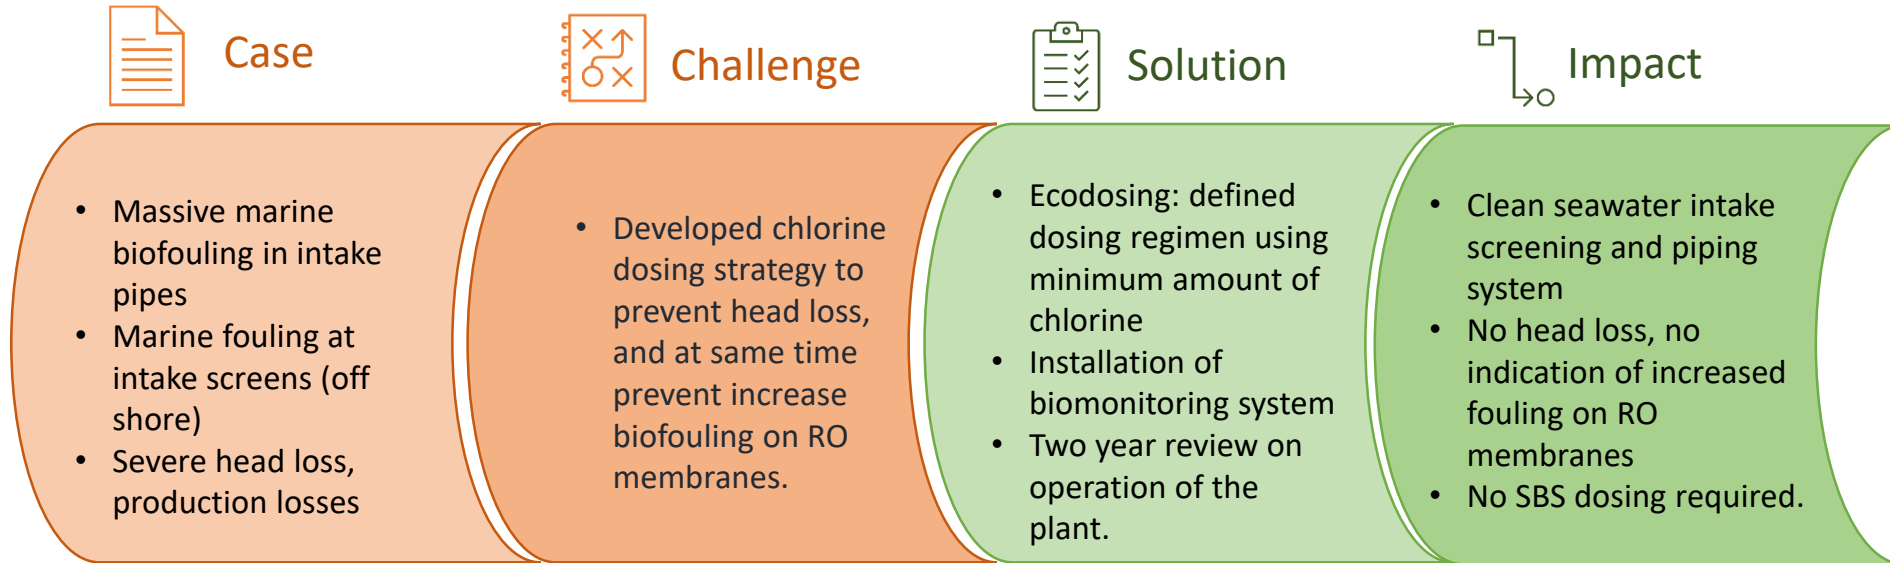 Case
• Massive marine
biofouling in intake
pipes
• Marine fouling at
intake screens (off
shore)
• Severe head loss,
production losses
Challenge
• Developed chlorine
dosing strategy to
prevent head loss,
and at same time
prevent increase
biofouling on RO
membranes.
Solution
• Ecodosing: defined
dosing regimen using
minimum amount of
chlorine
• Installation of
biomonitoring system
• Two year review on
operation of the
plant.
Impact
• Clean seawater intake
screening and piping
system
• No head loss, no
indication of increased
fouling on RO
membranes
• No SBS dosing required.